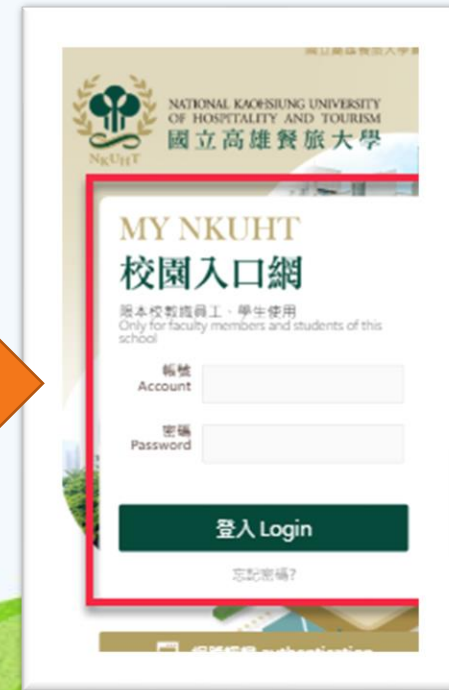 NATIONAL KAOHSIUNG UNIVERSITY
OF HOSPITALITY AND TOURISM
國立高雄餐旅大學
NKUHT
MY NKUHT
校園入口網
限本校教職員工、學生使用
Only for faculty members and students of this
school
帳號
Account
密碼
Password
登入 Login
忘記密碼?
authentication